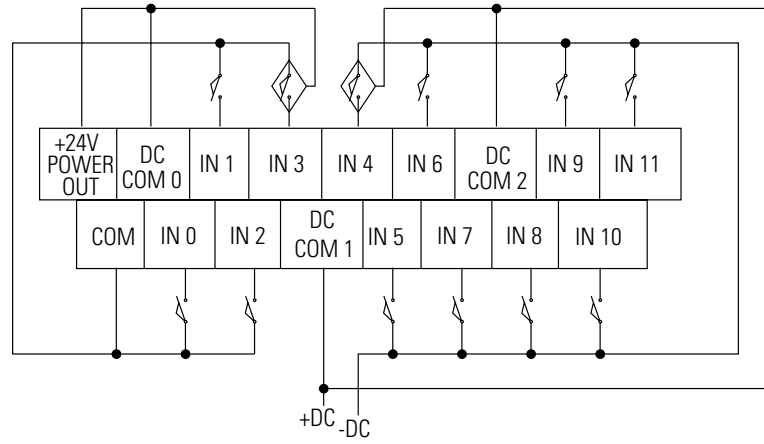 +24V
POWER
OUT
DC
COM 0
IN 1
IN 3
IN 4
IN 6
DC
COM 2
IN 9
IN 11
COM
IN 0
IN 2
DC
COM 1
IN 5
IN 7
IN 8
IN 10
+DC
-DC